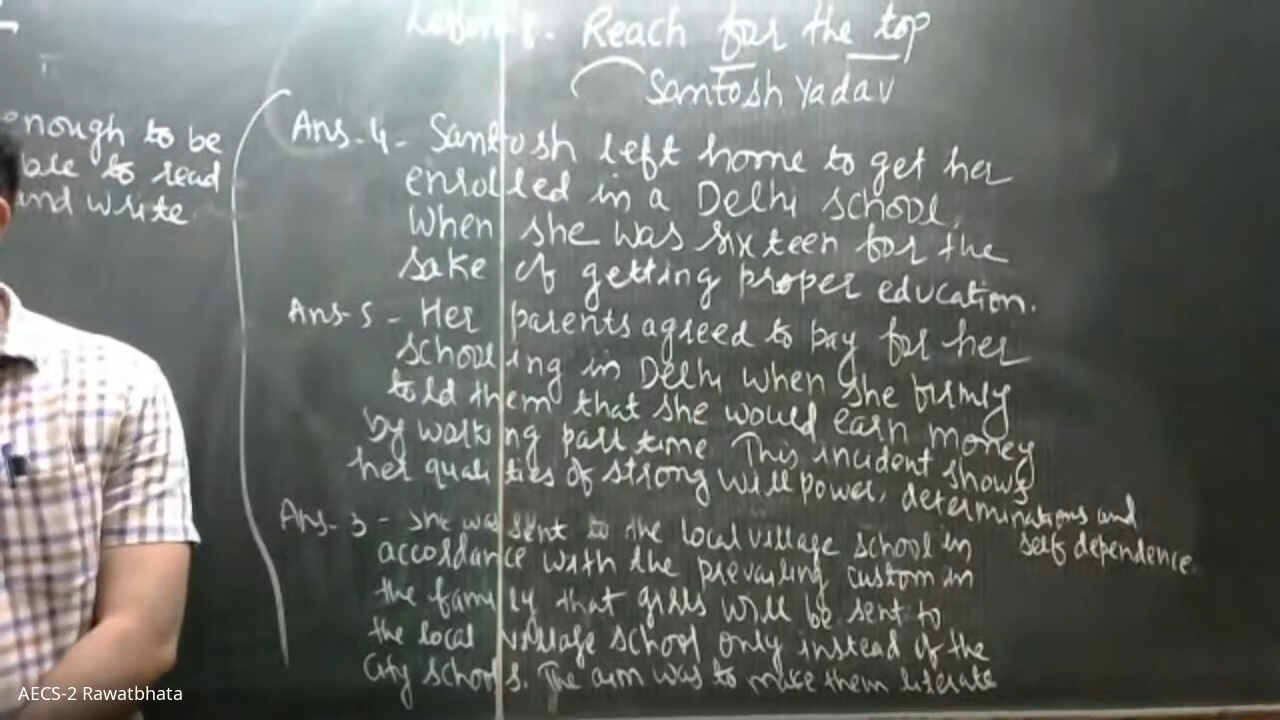 Lesson 8. Reach for the top
Santosh Yadav
Ans-4- Santosh left home to get her
enrolled in a Delhi school,
When she was sixteen for the
sake of getting proper education.
Ans-5- Her parents agreed to pay for her
schooling in Delhi when she firmly
told them that she would earn money
by working part time This incident shows
her qualities of strong will power, determinations and
self dependence.
Ans-3- She was sent to the local village school in
accordance with the prevailing custom in
the family that girls will be sent to
the local village school only instead of the
city schools. The aim was to make them literate
enough to be
able to read
and write
AECS-2 Rawatbhata